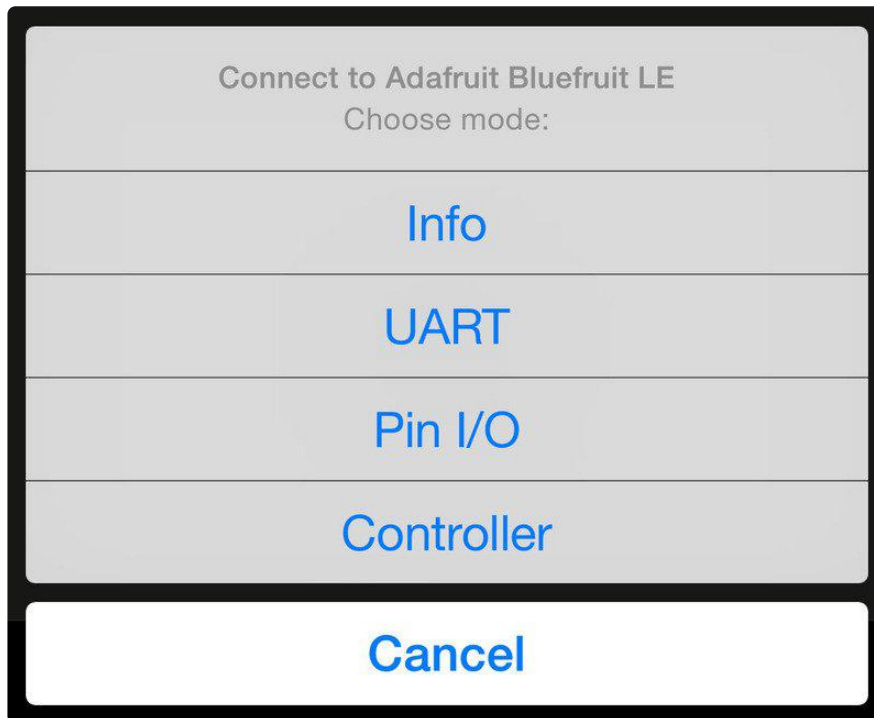 Connect to Adafruit Bluefruit LE
Choose mode:
Info
UART
Pin I/O
Controller
Cancel